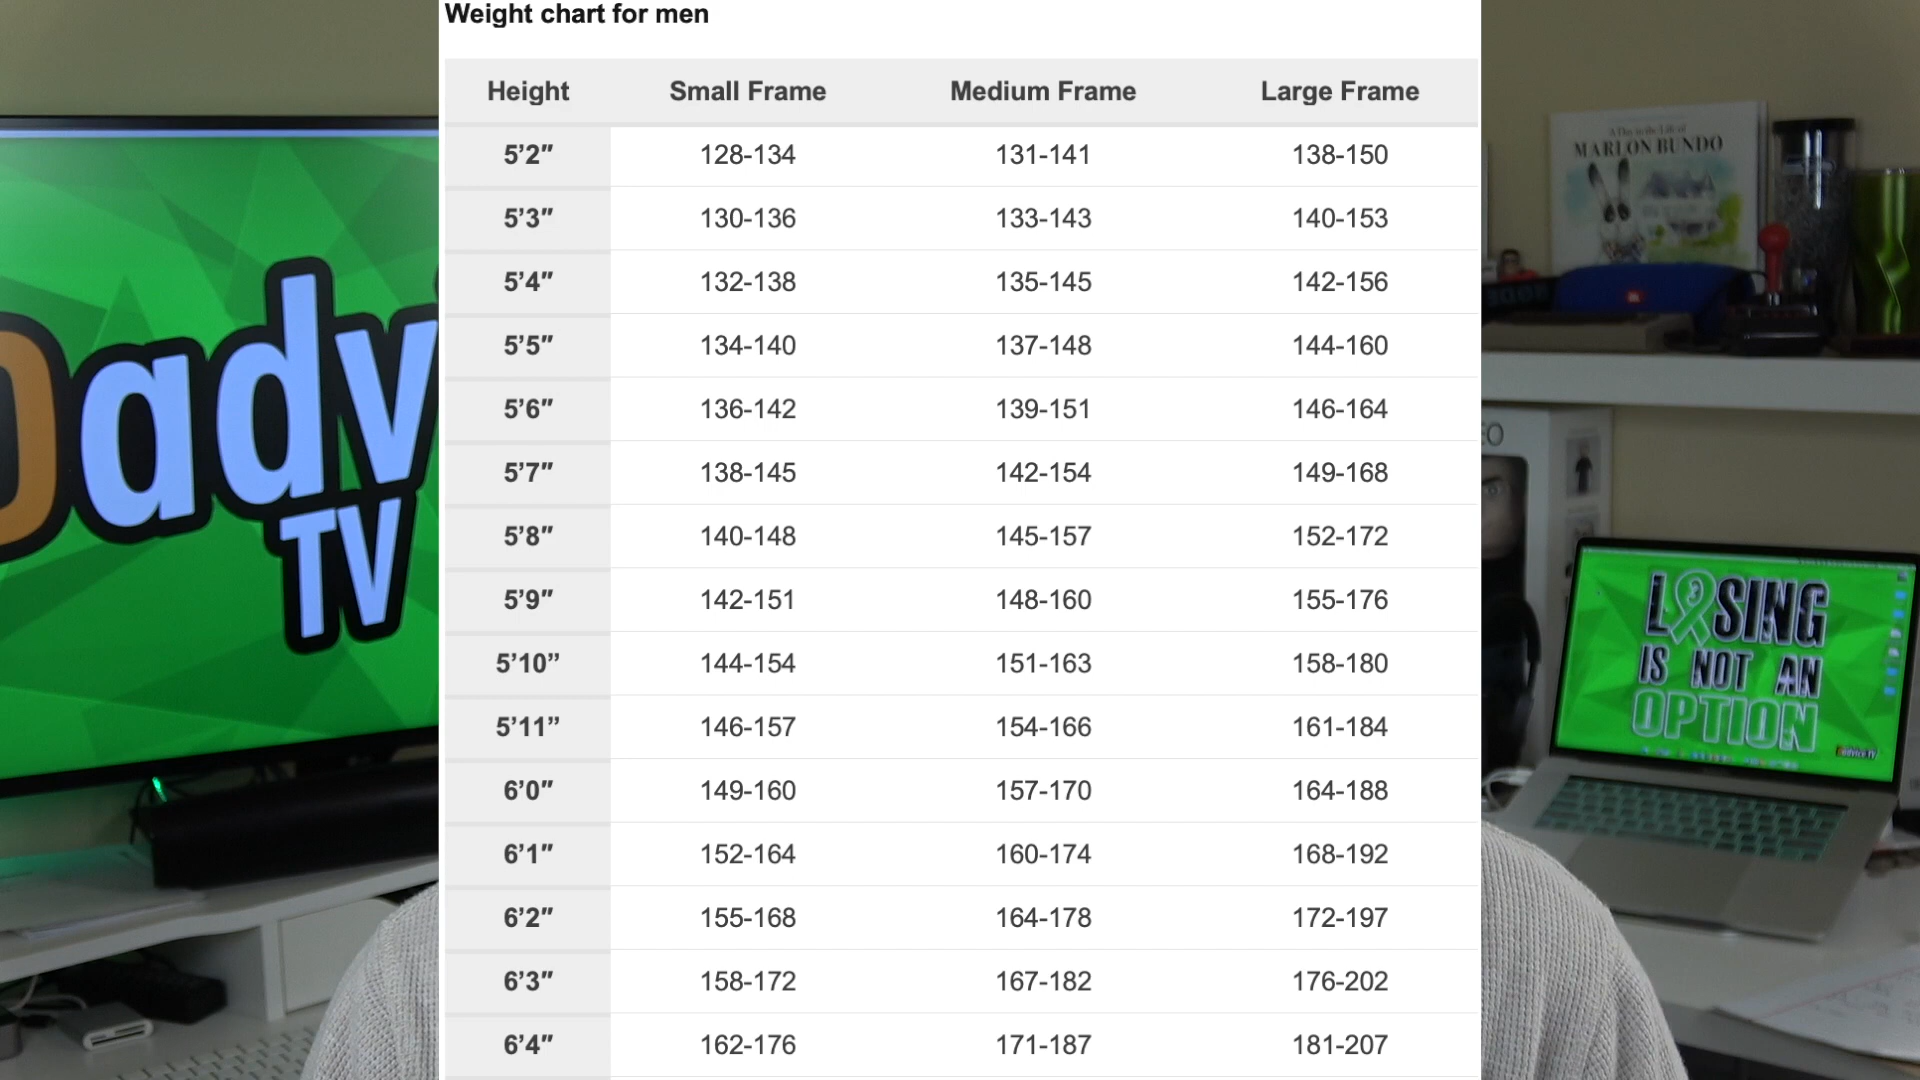 Weight chart for men
Height Small Frame Medium Frame Large Frame
5’2″ 128-134 131-141 138-150
5’3″ 130-136 133-143 140-153
5’4″ 132-138 135-145 142-156
5’5″ 134-140 137-148 144-160
5’6″ 136-142 139-151 146-164
5’7″ 138-145 142-154 149-168
5’8″ 140-148 145-157 152-172
5’9″ 142-151 148-160 155-176
5’10” 144-154 151-163 158-180
5’11” 146-157 154-166 161-184
6’0″ 149-160 157-170 164-188
6’1″ 152-164 160-174 168-192
6’2″ 155-168 164-178 172-197
6’3″ 158-172 167-182 176-202
6’4″ 162-176 171-187 181-207
Dadv
TV
A Day in the Life of
MARLON BUNDO
JBL
LOSING
IS NOT AN
OPTION